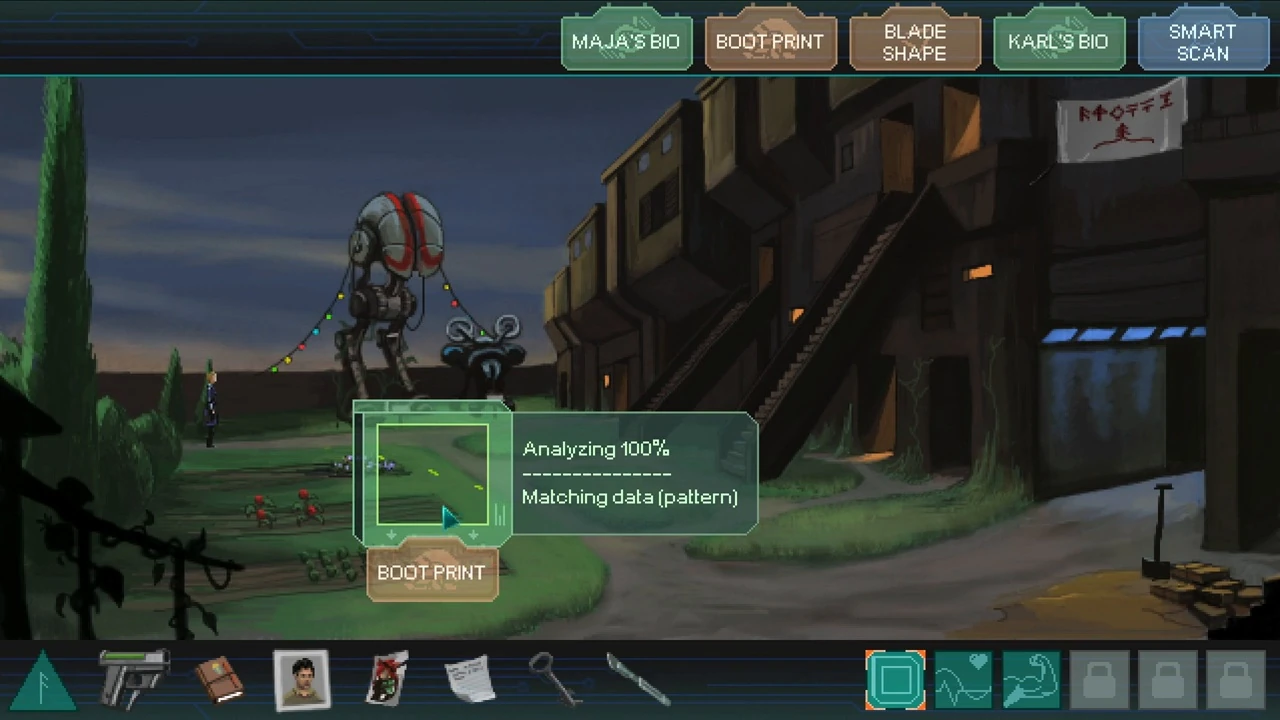 MAJA'S BIO
BOOT PRINT
BLADE
SHAPE
KARL'S BIO
SMART
SCAN
Analyzing 100%
---------------
Matching data (pattern)
BOOT PRINT